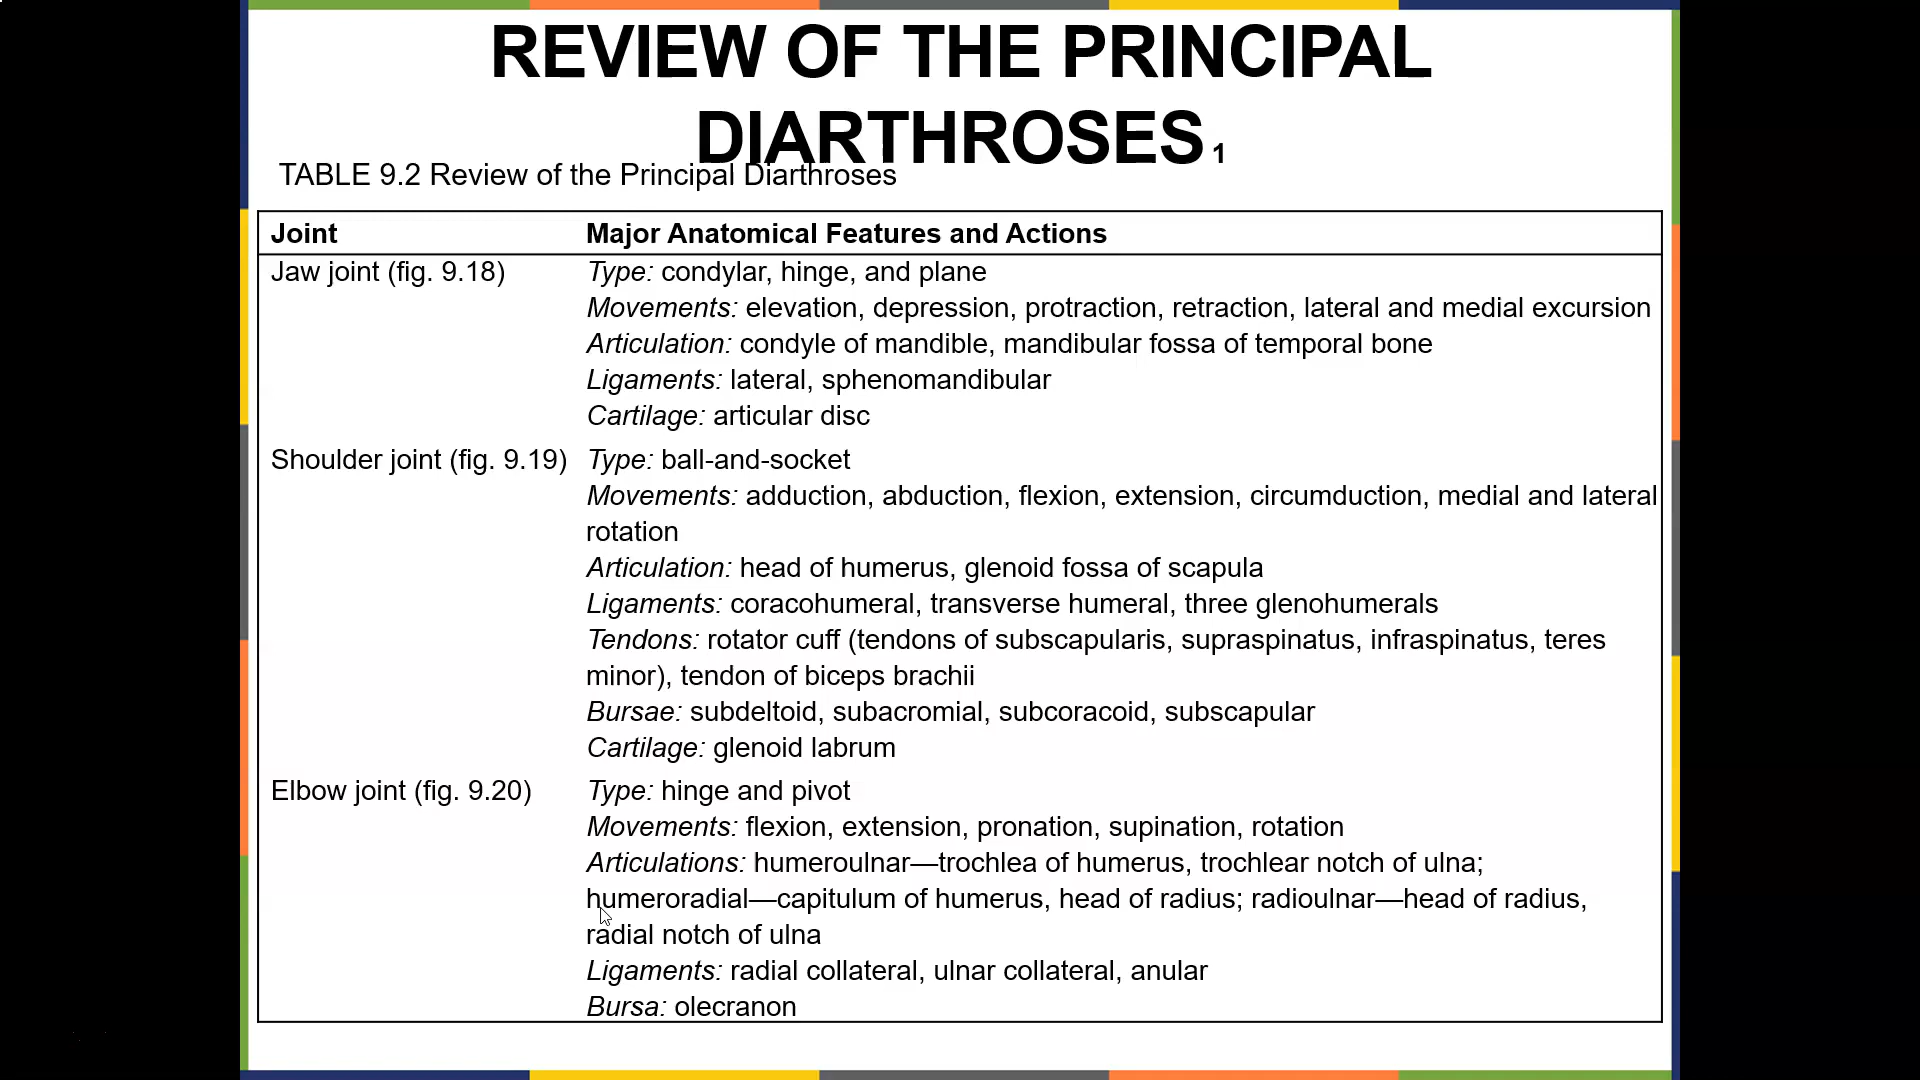 REVIEW OF THE PRINCIPAL
DIARTHROSES 1
TABLE 9.2 Review of the Principal Diarthroses
Joint Major Anatomical Features and Actions
Jaw joint (fig. 9.18) Type: condylar, hinge, and plane
Movements: elevation, depression, protraction, retraction, lateral and medial excursion
Articulation: condyle of mandible, mandibular fossa of temporal bone
Ligaments: lateral, sphenomandibular
Cartilage: articular disc
Shoulder joint (fig. 9.19) Type: ball-and-socket
Movements: adduction, abduction, flexion, extension, circumduction, medial and lateral
rotation
Articulation: head of humerus, glenoid fossa of scapula
Ligaments: coracohumeral, transverse humeral, three glenohumerals
Tendons: rotator cuff (tendons of subscapularis, supraspinatus, infraspinatus, teres
minor), tendon of biceps brachii
Bursae: subdeltoid, subacromial, subcoracoid, subscapular
Cartilage: glenoid labrum
Elbow joint (fig. 9.20) Type: hinge and pivot
Movements: flexion, extension, pronation, supination, rotation
Articulations: humeroulnar—trochlea of humerus, trochlear notch of ulna;
humeroradial—capitulum of humerus, head of radius; radioulnar—head of radius,
radial notch of ulna
Ligaments: radial collateral, ulnar collateral, anular
Bursa: olecranon